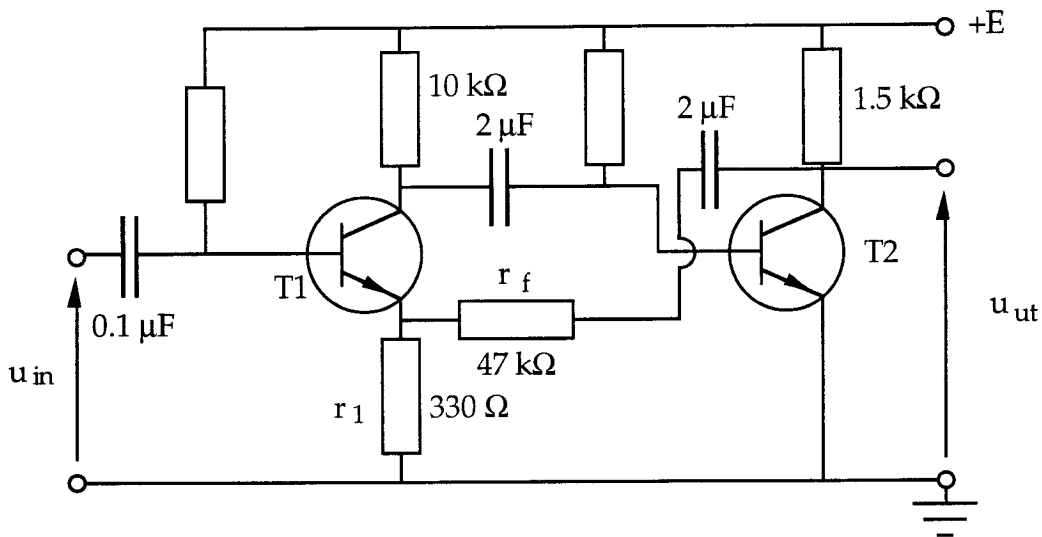 +E
10 kΩ
2 µF
2 µF
1.5 kΩ
T1
T2
r f
0.1 µF
47 kΩ
u in
r 1
330 Ω
u ut